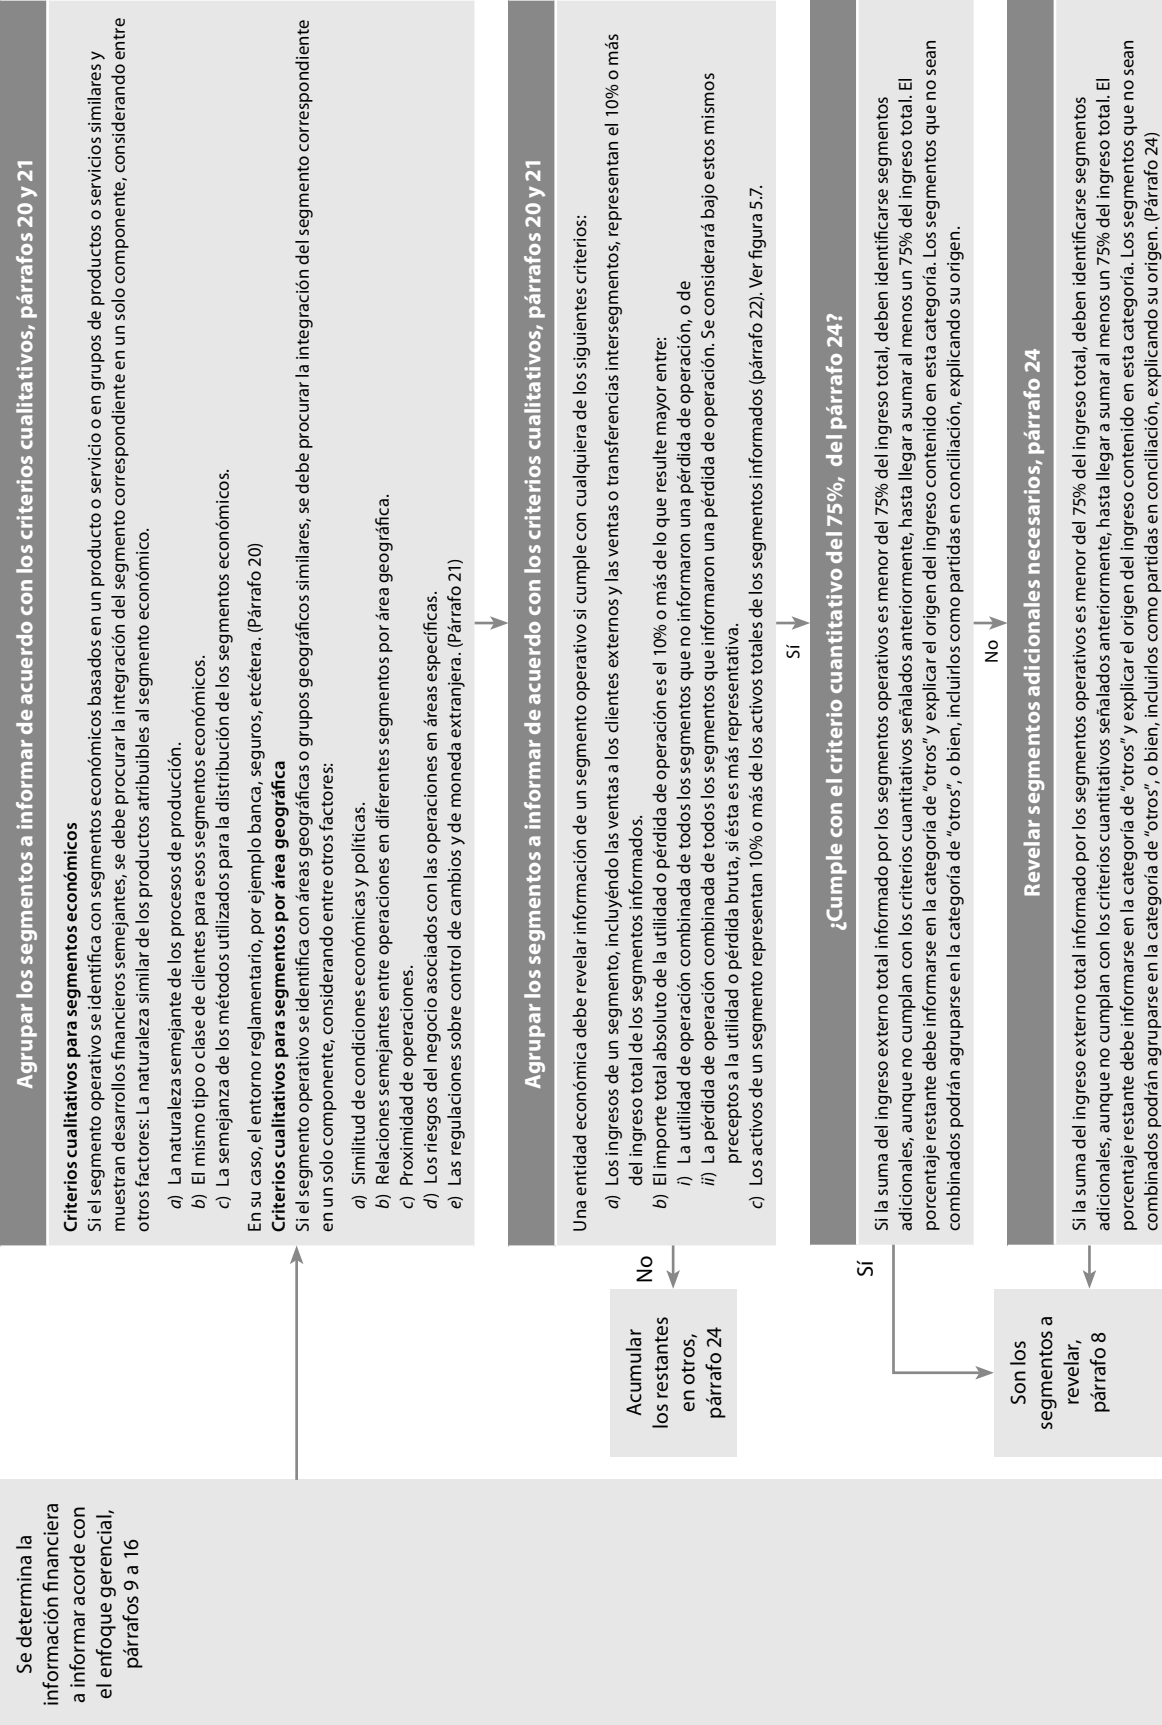 Se determina la
información financiera
a informar acorde con
el enfoque gerencial,
párrafos 9 a 16
Agrupar los segmentos a informar de acuerdo con los criterios cualitativos, párrafos 20 y 21
Criterios cualitativos para segmentos económicos
Si el segmento operativo se identifica con segmentos económicos basados en un producto o servicio o en grupos de productos o servicios similares y
muestran desarrollos financieros semejantes, se debe procurar la integración del segmento correspondiente en un solo componente, considerando entre
otros factores: La naturaleza similar de los productos atribuibles al segmento económico.
a) La naturaleza semejante de los procesos de producción.
b) El mismo tipo o clase de clientes para esos segmentos económicos.
c) La semejanza de los métodos utilizados para la distribución de los segmentos económicos.
En su caso, el entorno reglamentario, por ejemplo banca, seguros, etcétera. (Párrafo 20)
Criterios cualitativos para segmentos por área geográfica
Si el segmento operativo se identifica con áreas geográficas o grupos geográficos similares, se debe procurar la integración del segmento correspondiente
en un solo componente, considerando entre otros factores:
a) Similitud de condiciones económicas y políticas.
b) Relaciones semejantes entre operaciones en diferentes segmentos por área geográfica.
c) Proximidad de operaciones.
d) Los riesgos del negocio asociados con las operaciones en áreas específicas.
e) Las regulaciones sobre control de cambios y de moneda extranjera. (Párrafo 21)
Agrupar los segmentos a informar de acuerdo con los criterios cualitativos, párrafos 20 y 21
Una entidad económica debe revelar información de un segmento operativo si cumple con cualquiera de los siguientes criterios:
a) Los ingresos de un segmento, incluyéndo las ventas a los clientes externos y las ventas o transferencias intersegmentos, representan el 10% o más
del ingreso total de los segmentos informados.
b) El importe total absoluto de la utilidad o pérdida de operación es el 10% o más de lo que resulte mayor entre:
i) La utilidad de operación combinada de todos los segmentos que no informaron una pérdida de operación, o de
ii) La pérdida de operación combinada de todos los segmentos que informaron una pérdida de operación. Se considerará bajo estos mismos
preceptos a la utilidad o pérdida bruta, si ésta es más representativa.
c) Los activos de un segmento representan 10% o más de los activos totales de los segmentos informados (párrafo 22). Ver figura 5.7.
No
Acumular
los restantes
en otros,
párrafo 24
Sí
¿Cumple con el criterio cuantitativo del 75%, del párrafo 24?
Si la suma del ingreso externo total informado por los segmentos operativos es menor del 75% del ingreso total, deben identificarse segmentos
adicionales, aunque no cumplan con los criterios cuantitativos señalados anteriormente, hasta llegar a sumar al menos un 75% del ingreso total. El
porcentaje restante debe informarse en la categoría de "otros" y explicar el origen del ingreso contenido en esta categoría. Los segmentos que no sean
combinados podrán agruparse en la categoría de "otros", o bien, incluirlos como partidas en conciliación, explicando su origen.
Sí
No
Son los
segmentos a
revelar,
párrafo 8
Revelar segmentos adicionales necesarios, párrafo 24
Si la suma del ingreso externo total informado por los segmentos operativos es menor del 75% del ingreso total, deben identificarse segmentos
adicionales, aunque no cumplan con los criterios cuantitativos señalados anteriormente, hasta llegar a sumar al menos un 75% del ingreso total. El
porcentaje restante debe informarse en la categoría de "otros" y explicar el origen del ingreso contenido en esta categoría. Los segmentos que no sean
combinados podrán agruparse en la categoría de "otros", o bien, incluirlos como partidas en conciliación, explicando su origen. (Párrafo 24)